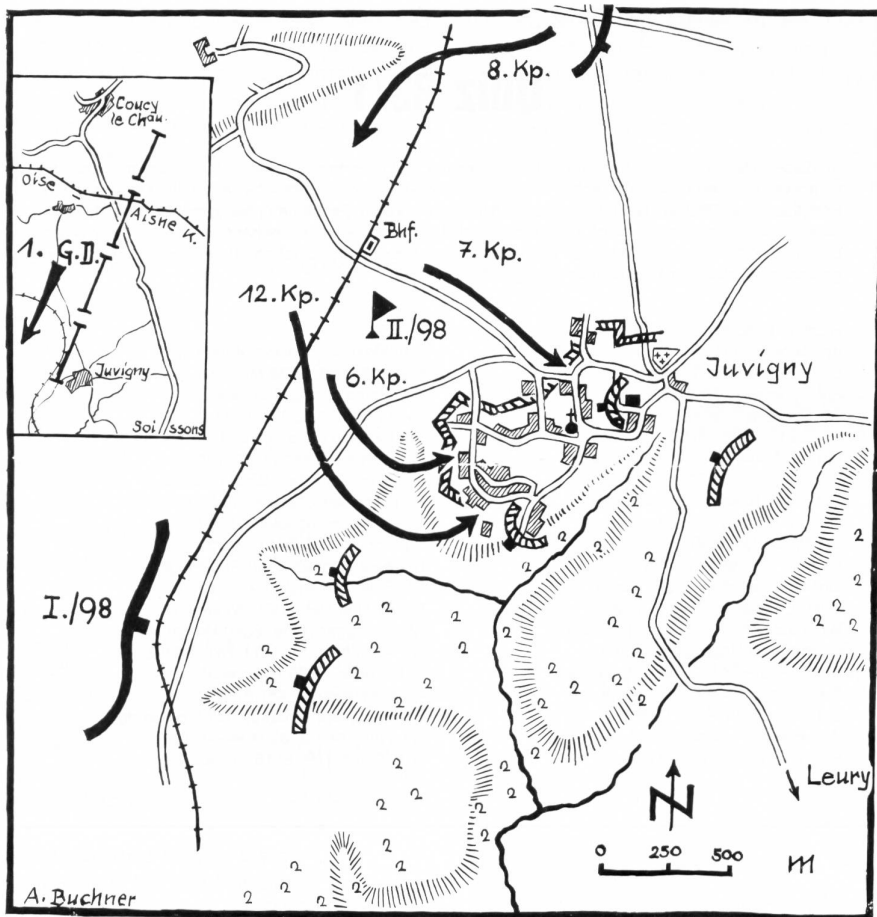 8. Kp.
Coucy
le Châu.
Oise
Aisne K.
1. G.D.
Juvigny
Soissons
Bhf.
7. Kp.
12. Kp.
II./98
6. Kp.
Juvigny
I./98
Leury
N
0 250 500 m
A. Buchner